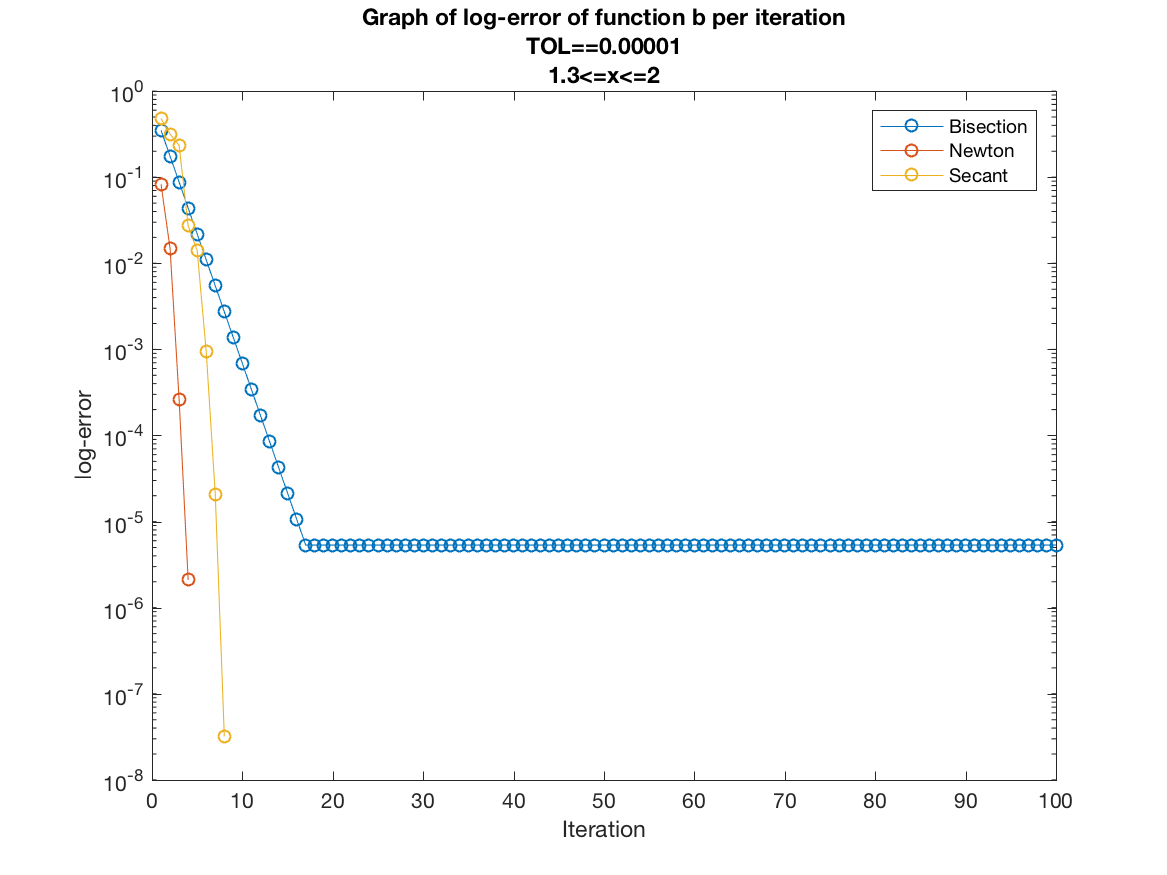 Graph of log-error of function b per iteration
TOL==0.00001
1.3<=x<=2
Bisection
Newton
Secant
log-error
10^0
10^-1
10^-2
10^-3
10^-4
10^-5
10^-6
10^-7
10^-8
0 10 20 30 40 50 60 70 80 90 100
Iteration